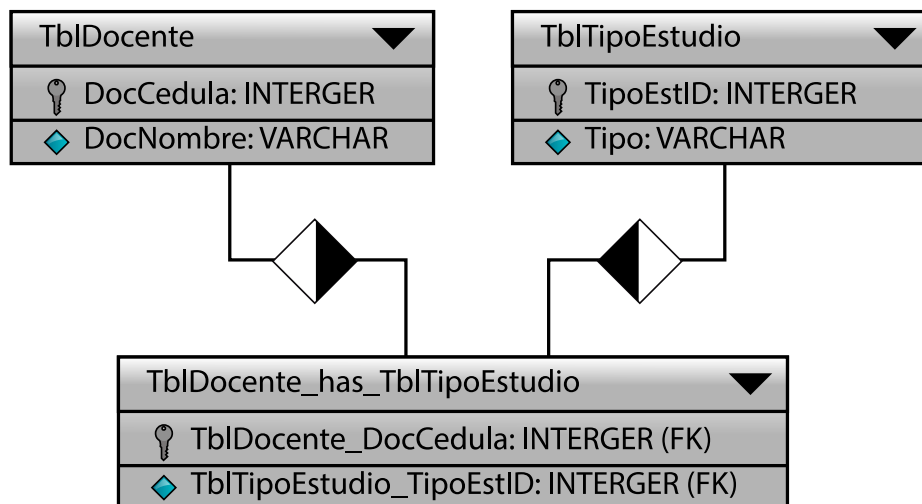 TblDocente
DocCedula: INTERGER
DocNombre: VARCHAR
TblTipoEstudio
TipoEstID: INTERGER
Tipo: VARCHAR
TblDocente_has_TblTipoEstudio
TblDocente_DocCedula: INTERGER (FK)
TblTipoEstudio_TipoEstID: INTERGER (FK)